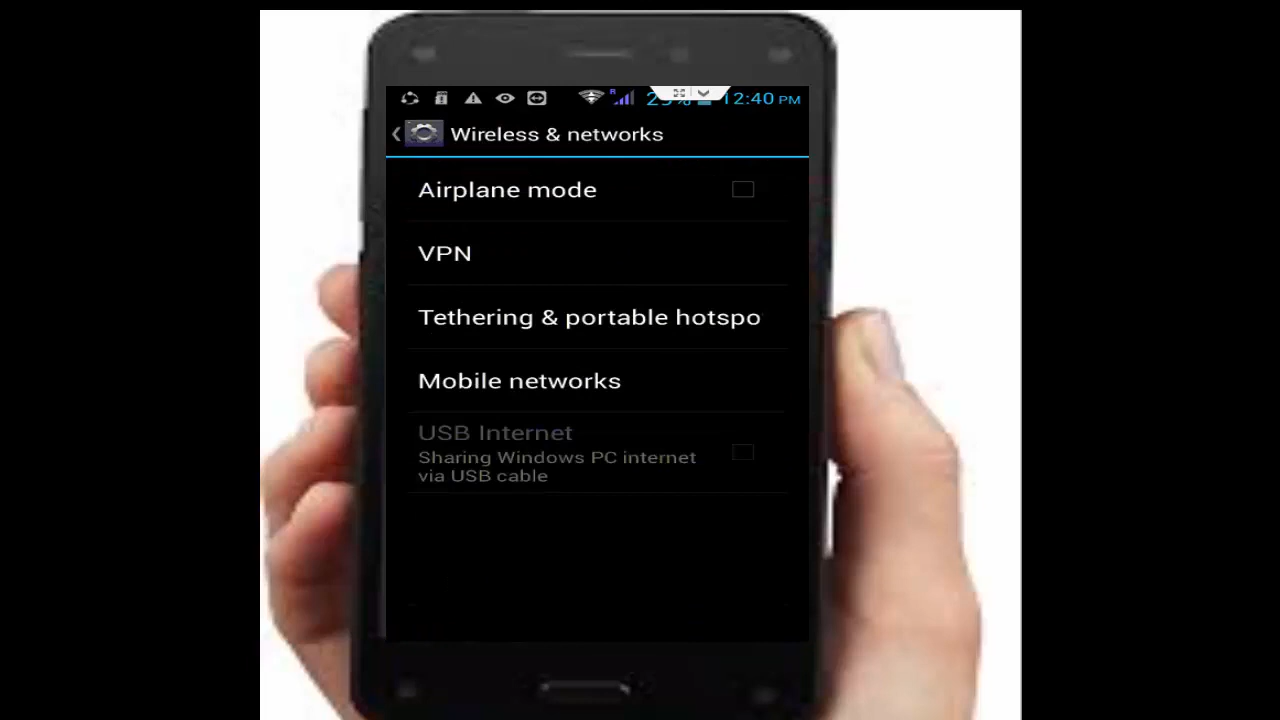 R 12:40 PM
Wireless & networks
Airplane mode
VPN
Tethering & portable hotspo
Mobile networks
USB Internet
Sharing Windows PC internet
via USB cable